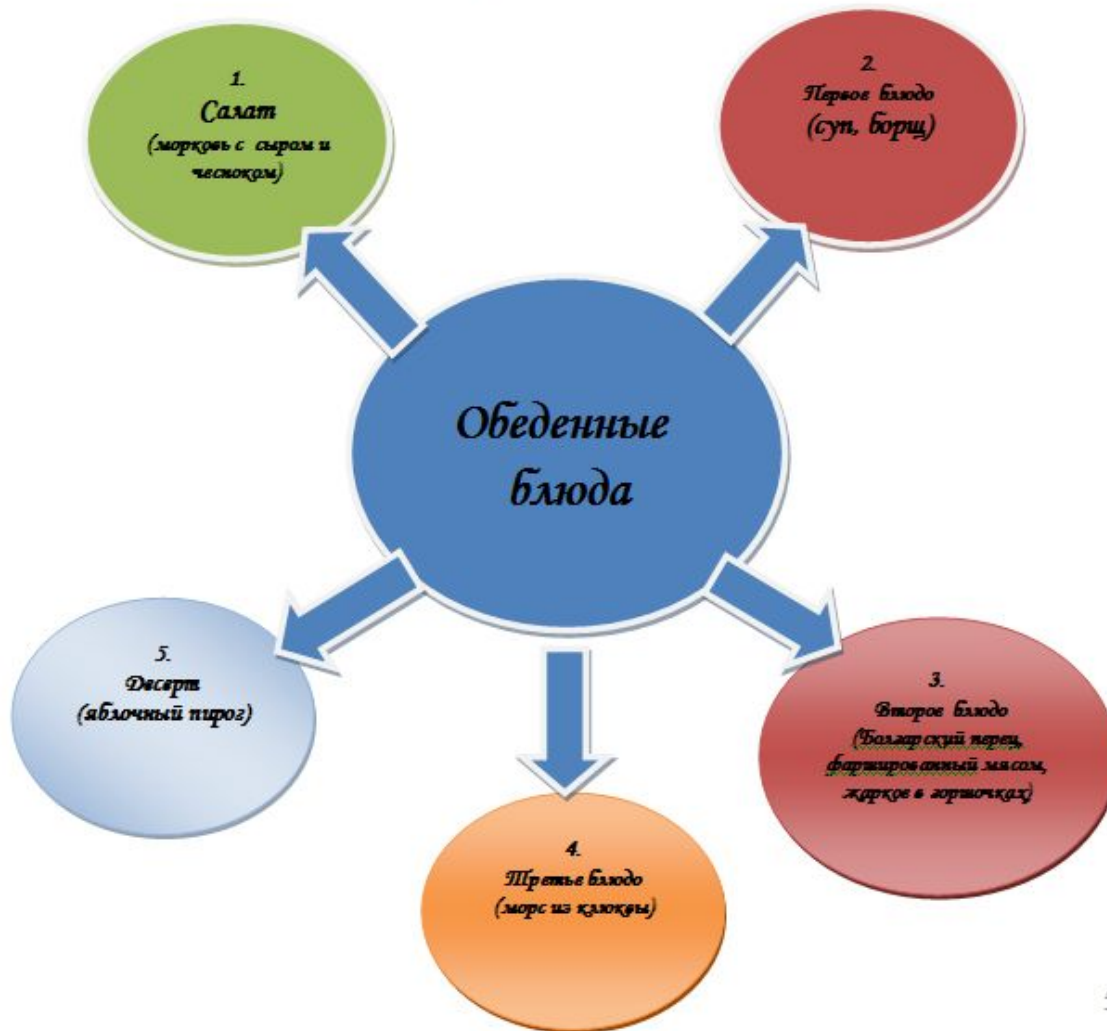 1.
Салат
(морковь с сыром и
чесноком)
2.
Первое блюдо
(суп, борщ)
Обеденные
блюда
3.
Второе блюдо
(Болгарский перец,
фаршированный мясом,
жарков в горшочках)
4.
Третье блюдо
(морс из клюквы)
5.
Десерт
(яблочный пирог)